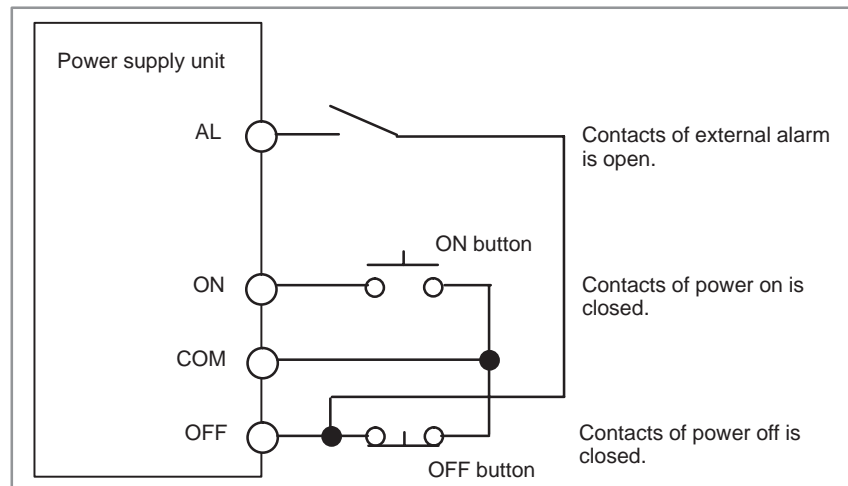 Power supply unit
AL
Contacts of external alarm
is open.
ON button
ON
Contacts of power on is
closed.
COM
OFF
Contacts of power off is
closed.
OFF button